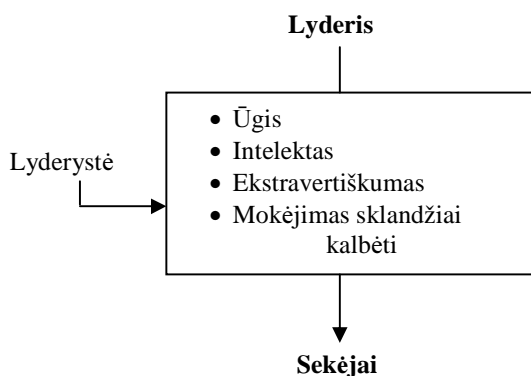 Lyderis
• Ūgis
• Intelektas
Lyderystė
• Ekstravertiškumas
• Mokėjimas sklandžiai
kalbėti
Sekėjai